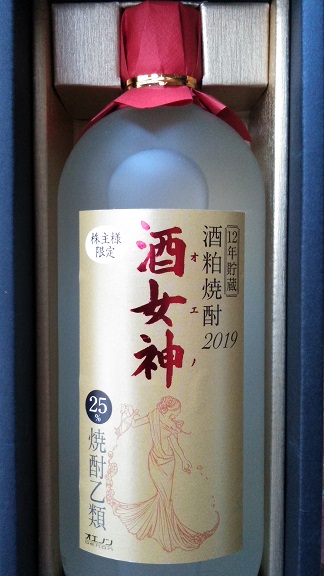 12年貯蔵
酒粕焼酎
2019
株主様
限定
酒女神
オエノ
25%
焼酎乙類
オエノン